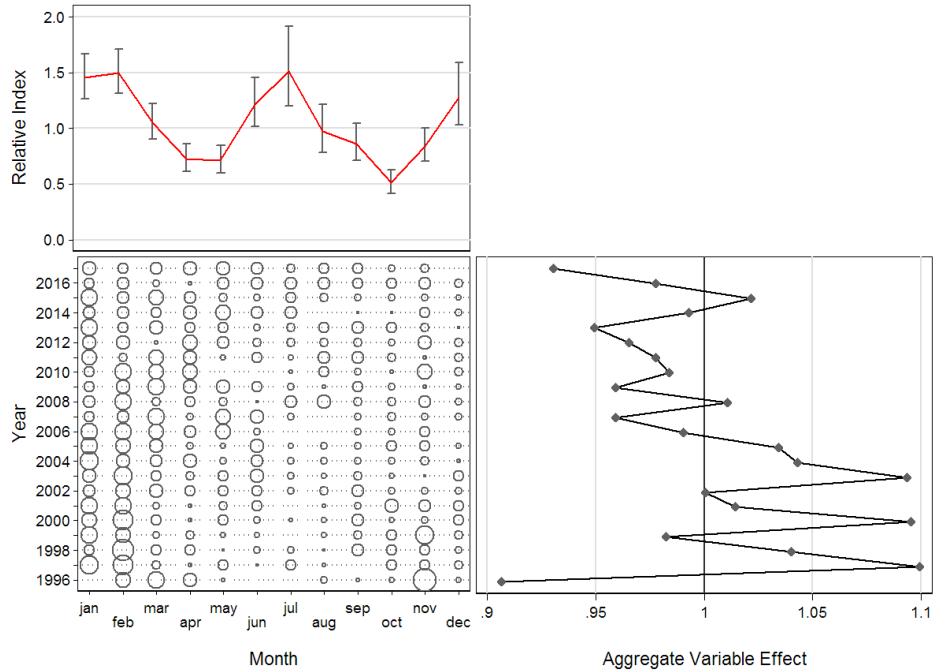 2.0
1.5
1.0
0.5
0.0
Relative Index
2016
2014
2013
2012
2010
2008
2006
2004
2002
2000
1998
1996
Year
jan mar may jul sep nov
feb apr jun aug oct dec
Month
.9 .95 1 1.05 1.1
Aggregate Variable Effect